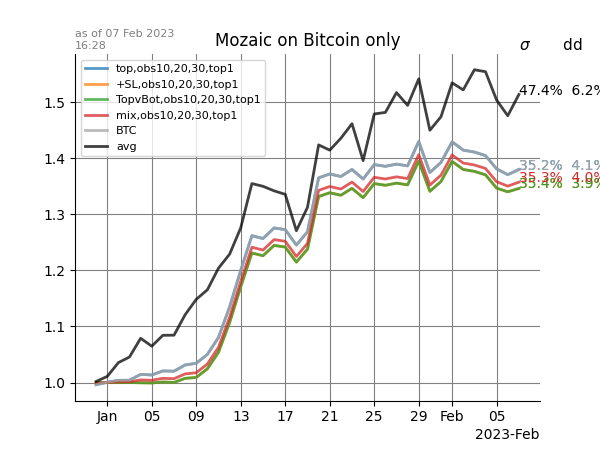 as of 07 Feb 2023
16:28
Mozaic on Bitcoin only
σ dd
top,obs10,20,30,top1
+SL,obs10,20,30,top1
TopvBot,obs10,20,30,top1
mix,obs10,20,30,top1
BTC
avg
47.4% 6.2%
35.2% 4.1%
35.3% 4.0%
35.4% 3.9%
1.5
1.4
1.3
1.2
1.1
1.0
Jan 05 09 13 17 21 25 29 Feb 05
2023-Feb